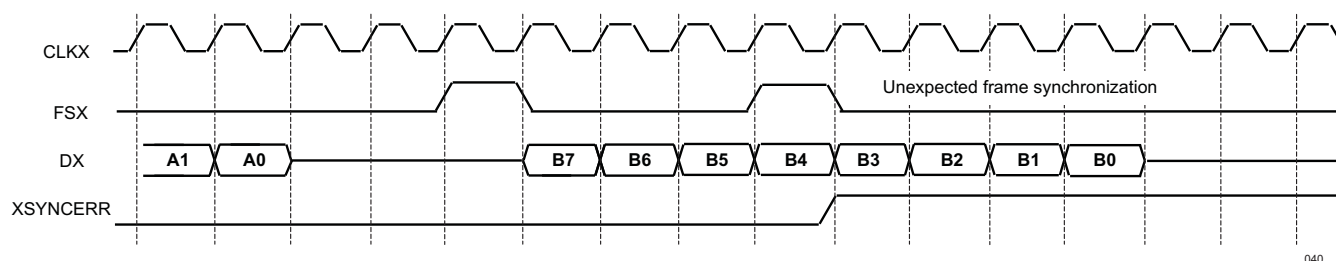 CLKX
FSX
Unexpected frame synchronization
DX
A1 A0 B7 B6 B5 B4 B3 B2 B1 B0
XSYNCERR
040